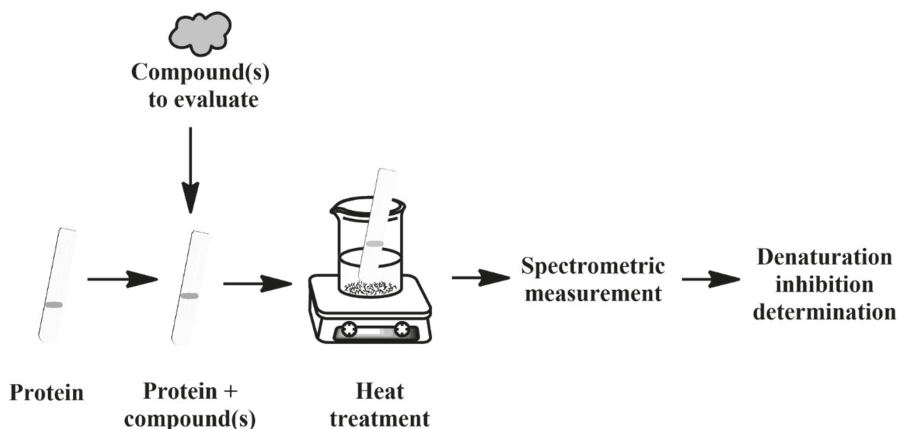 Compound(s)
to evaluate
Spectrometric
measurement
Denaturation
inhibition
determination
Protein
Protein +
compound(s)
Heat
treatment